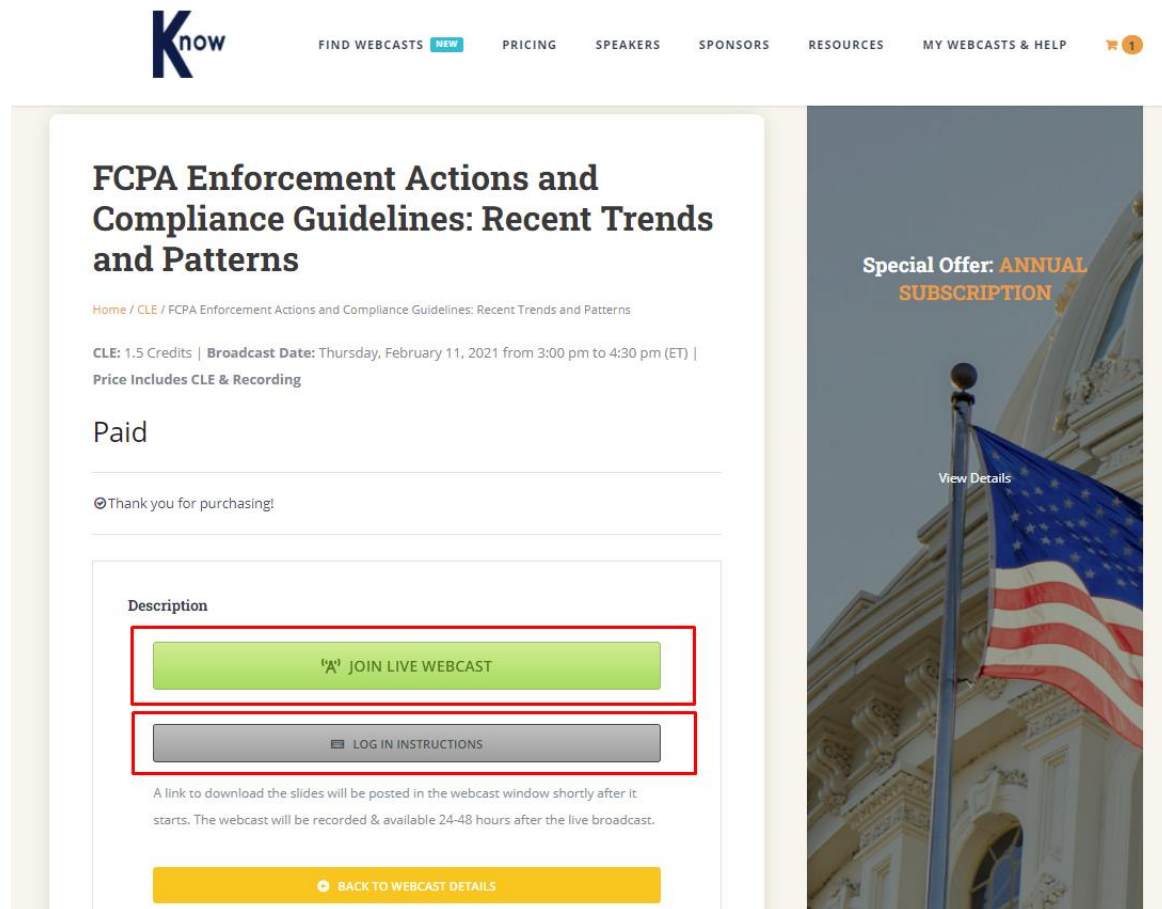 Know
FIND WEBCASTS NEW PRICING SPEAKERS SPONSORS RESOURCES MY WEBCASTS & HELP 1
FCPA Enforcement Actions and
Compliance Guidelines: Recent Trends
and Patterns
Home / CLE / FCPA Enforcement Actions and Compliance Guidelines: Recent Trends and Patterns
CLE: 1.5 Credits | Broadcast Date: Thursday, February 11, 2021 from 3:00 pm to 4:30 pm (ET) |
Price Includes CLE & Recording
Paid
Thank you for purchasing!
Description
JOIN LIVE WEBCAST
LOG IN INSTRUCTIONS
A link to download the slides will be posted in the webcast window shortly after it
starts. The webcast will be recorded & available 24-48 hours after the live broadcast.
BACK TO WEBCAST DETAILS
Special Offer: ANNUAL
SUBSCRIPTION
View Details